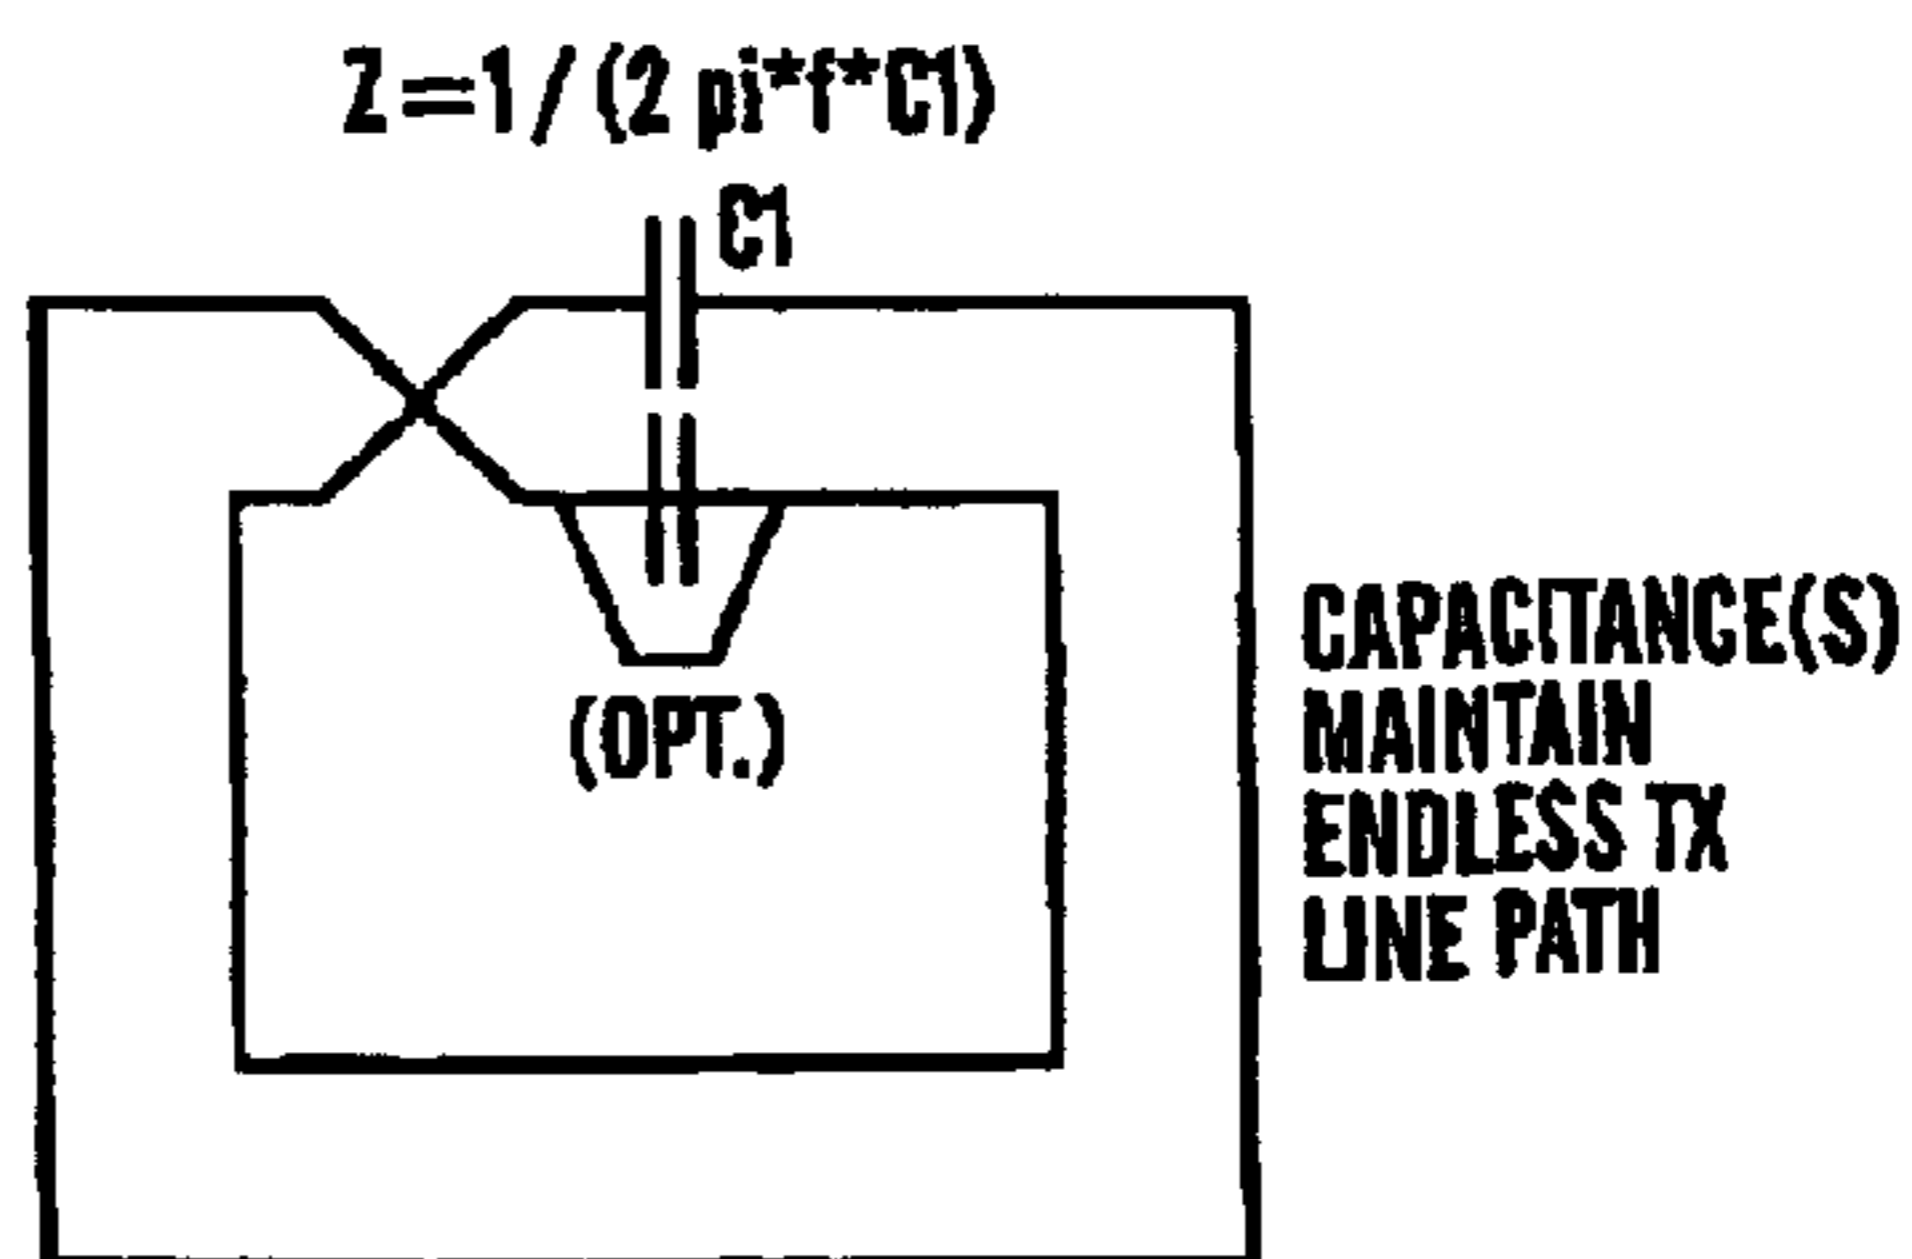 Z=1/(2 pi*f*C1)
C1
(OPT.)
CAPACITANCE(S)
MAINTAIN
ENDLESS TX
LINE PATH